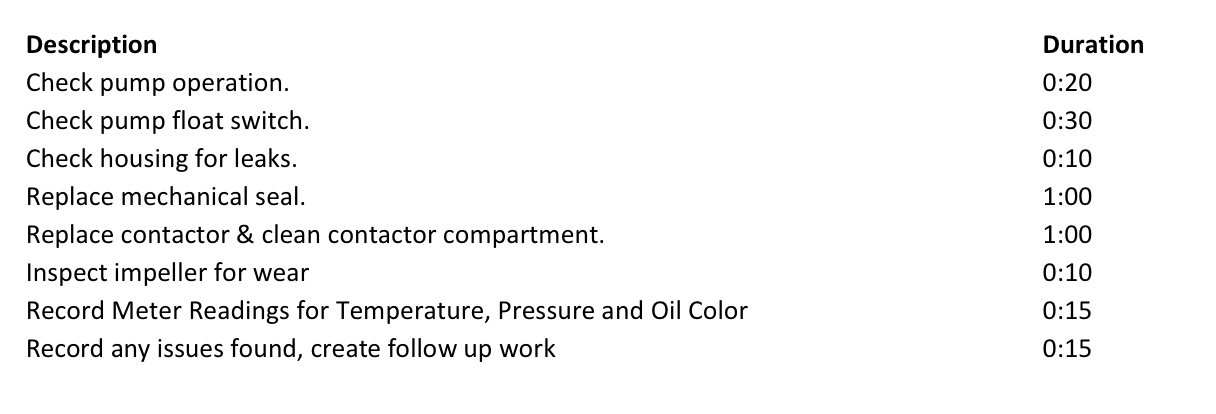 Description Duration
Check pump operation. 0:20
Check pump float switch. 0:30
Check housing for leaks. 0:10
Replace mechanical seal. 1:00
Replace contactor & clean contactor compartment. 1:00
Inspect impeller for wear 0:10
Record Meter Readings for Temperature, Pressure and Oil Color 0:15
Record any issues found, create follow up work 0:15